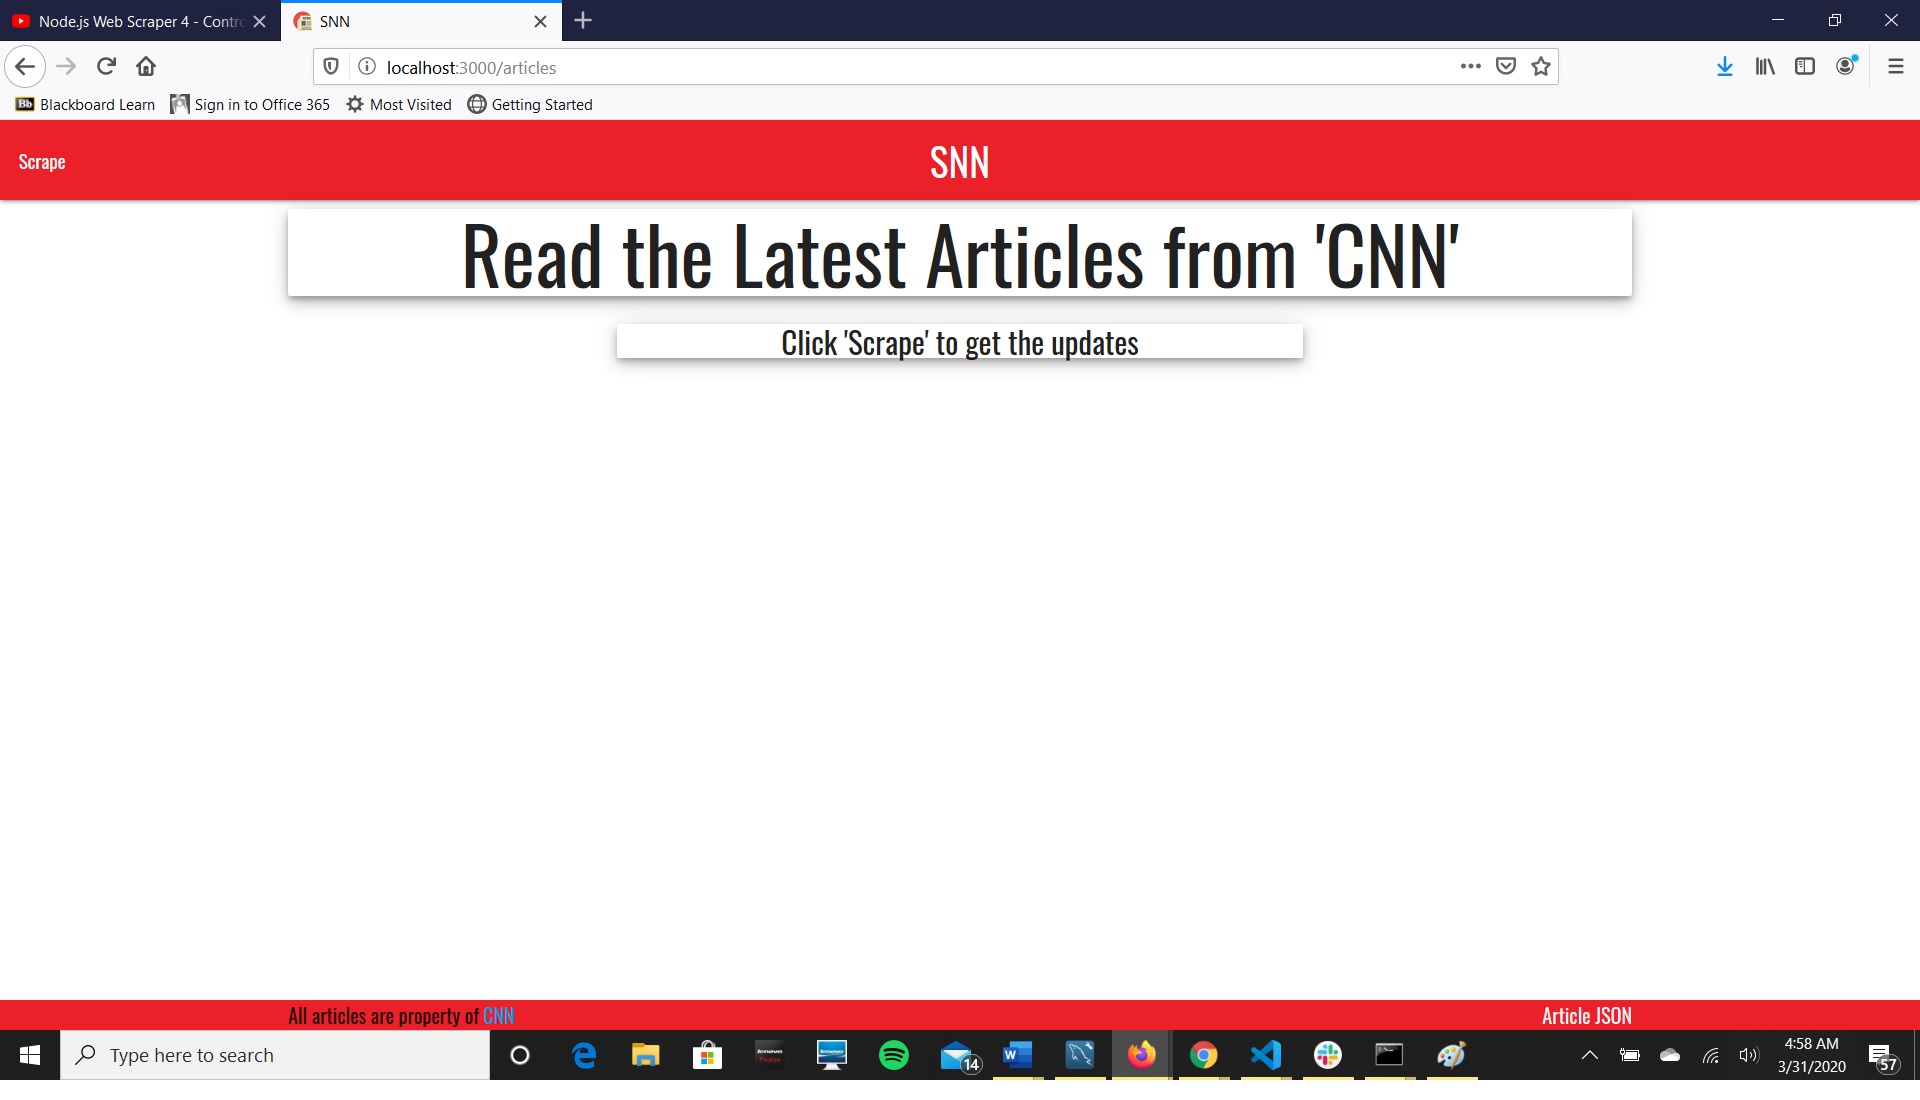 Node.js Web Scraper 4 - Contro
SNN
localhost:3000/articles
Bb Blackboard Learn
Sign in to Office 365
Most Visited
Getting Started
Scrape
SNN
Read the Latest Articles from 'CNN'
Click 'Scrape' to get the updates
All articles are property of CNN
Article JSON
Type here to search
14
4:58 AM
3/31/2020
57